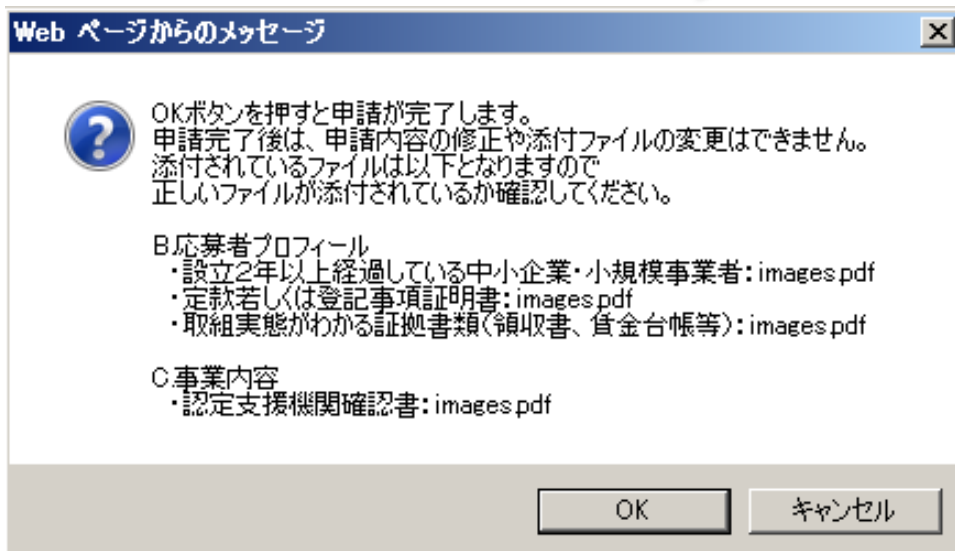 Web ページからのメッセージ
OKボタンを押すと申請が完了します。
申請完了後は、申請内容の修正や添付ファイルの変更はできません。
添付されているファイルは以下となりますので
正しいファイルが添付されているか確認してください。
B.応募者プロフィール
・設立2年以上経過している中小企業・小規模事業者:images.pdf
・定款若しくは登記事項証明書:images.pdf
・取組実態がわかる証拠書類(領収書、賃金台帳等):images.pdf
C.事業内容
・認定支援機関確認書:images.pdf
OK
キャンセル